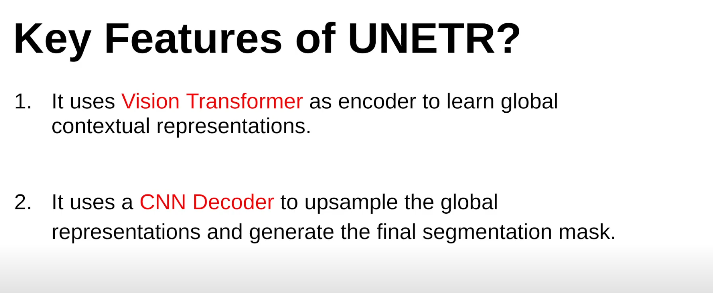 Key Features of UNETR?
1. It uses Vision Transformer as encoder to learn global
contextual representations.
2. It uses a CNN Decoder to upsample the global
representations and generate the final segmentation mask.